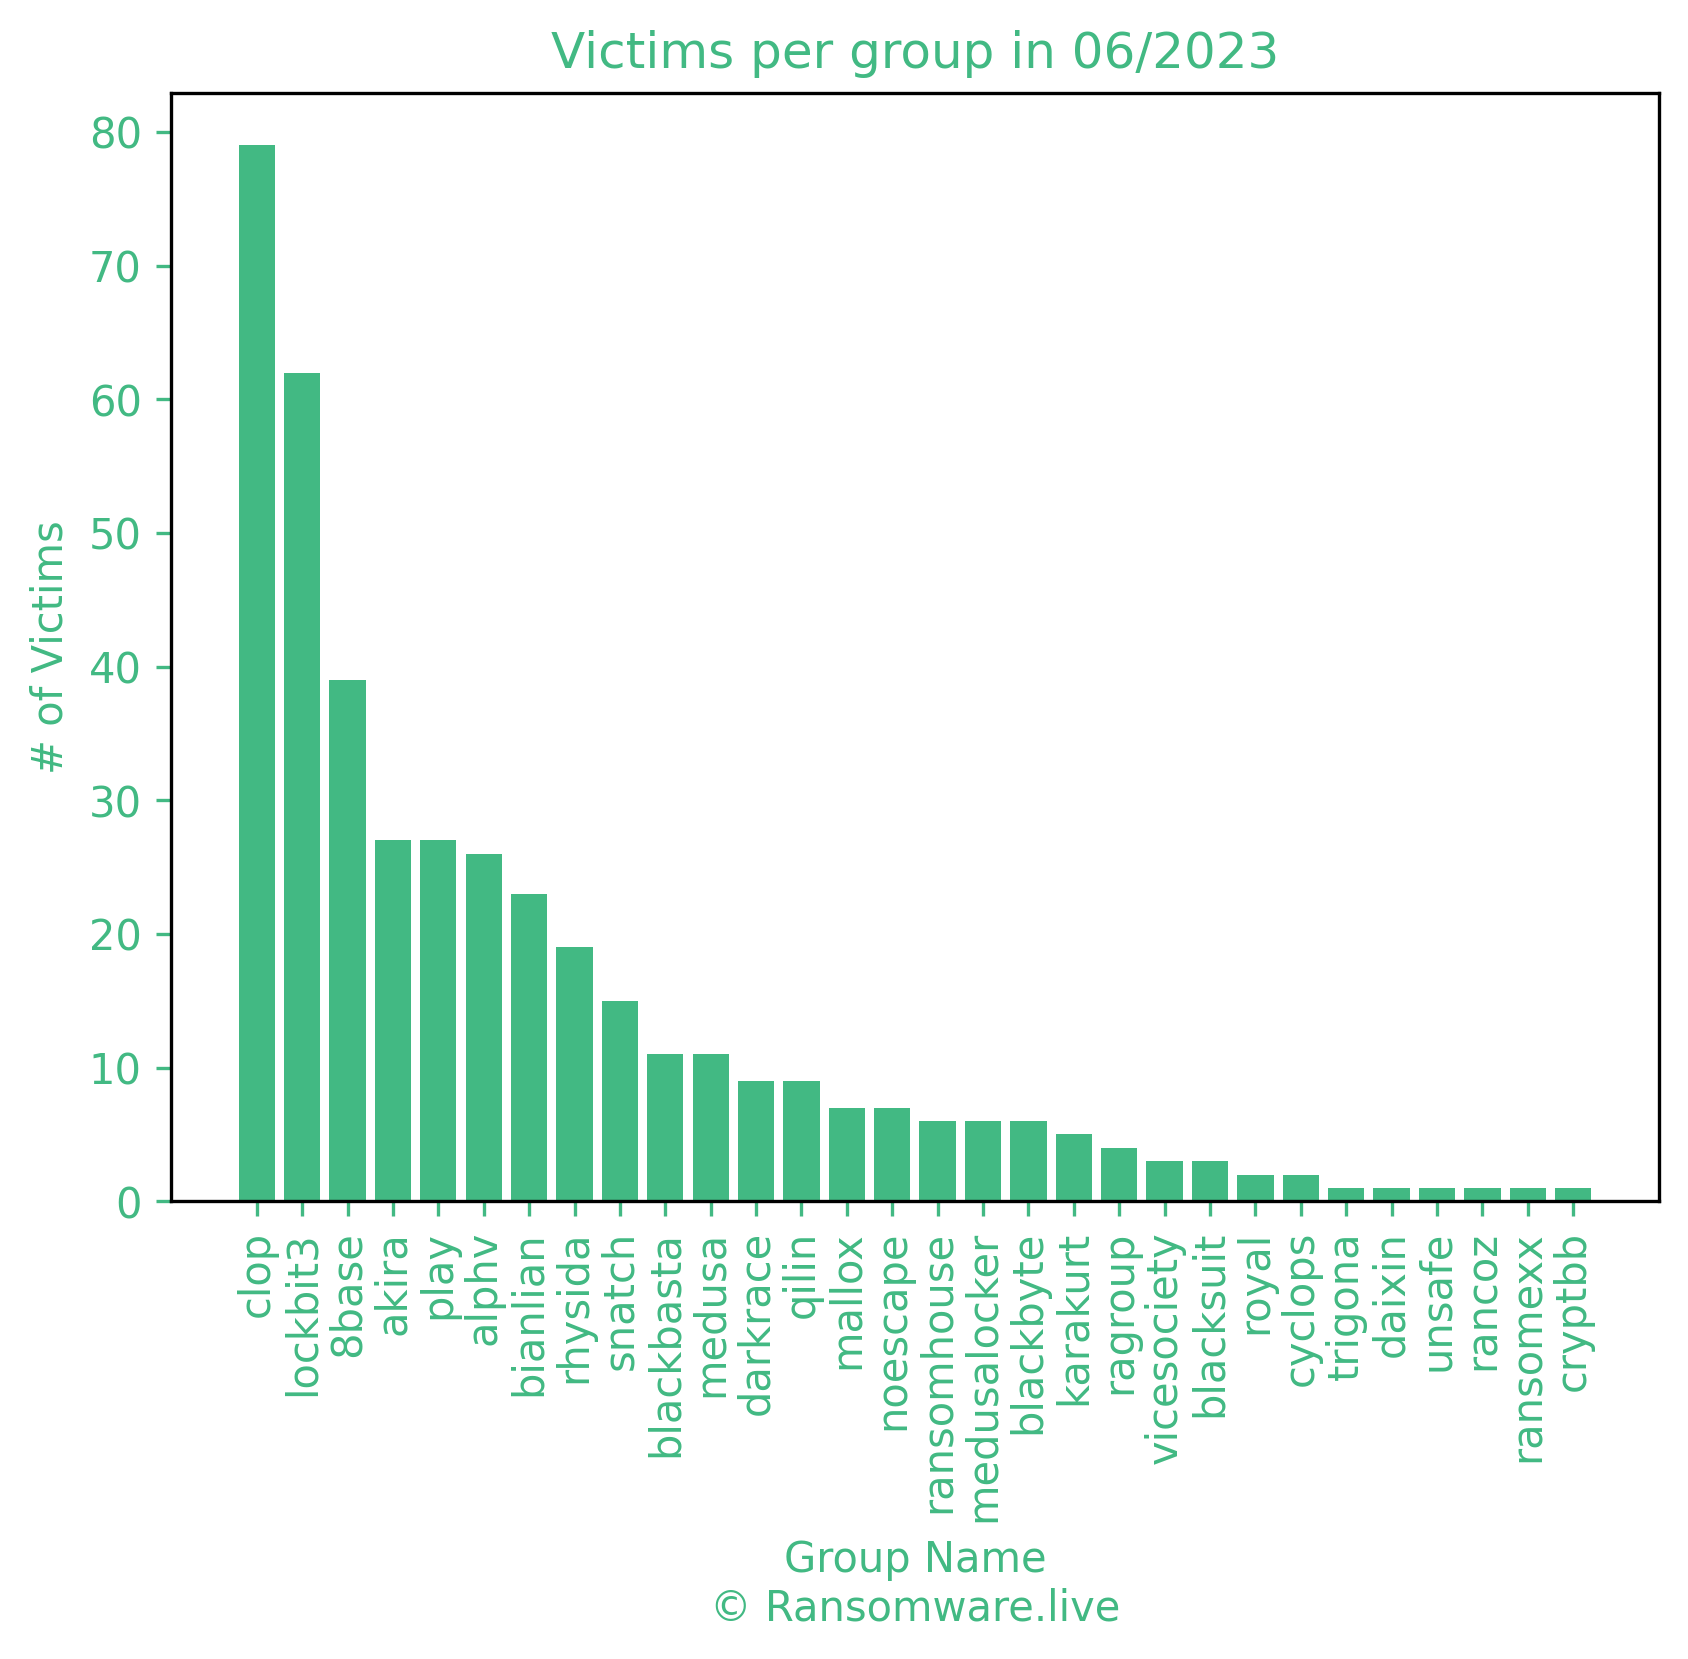 Victims per group in 06/2023
# of Victims
80
70
60
50
40
30
20
10
0
clop
lockbit3
8base
akira
play
alphv
bianlian
rhysida
snatch
blackbasta
medusa
darkrace
qilin
mallox
noescape
ransomhouse
medusalocker
blackbyte
karakurt
ragroup
vicesociety
blacksuit
royal
cyclops
trigona
daixin
unsafe
rancoz
ransomexx
cryptbb
Group Name
© Ransomware.live